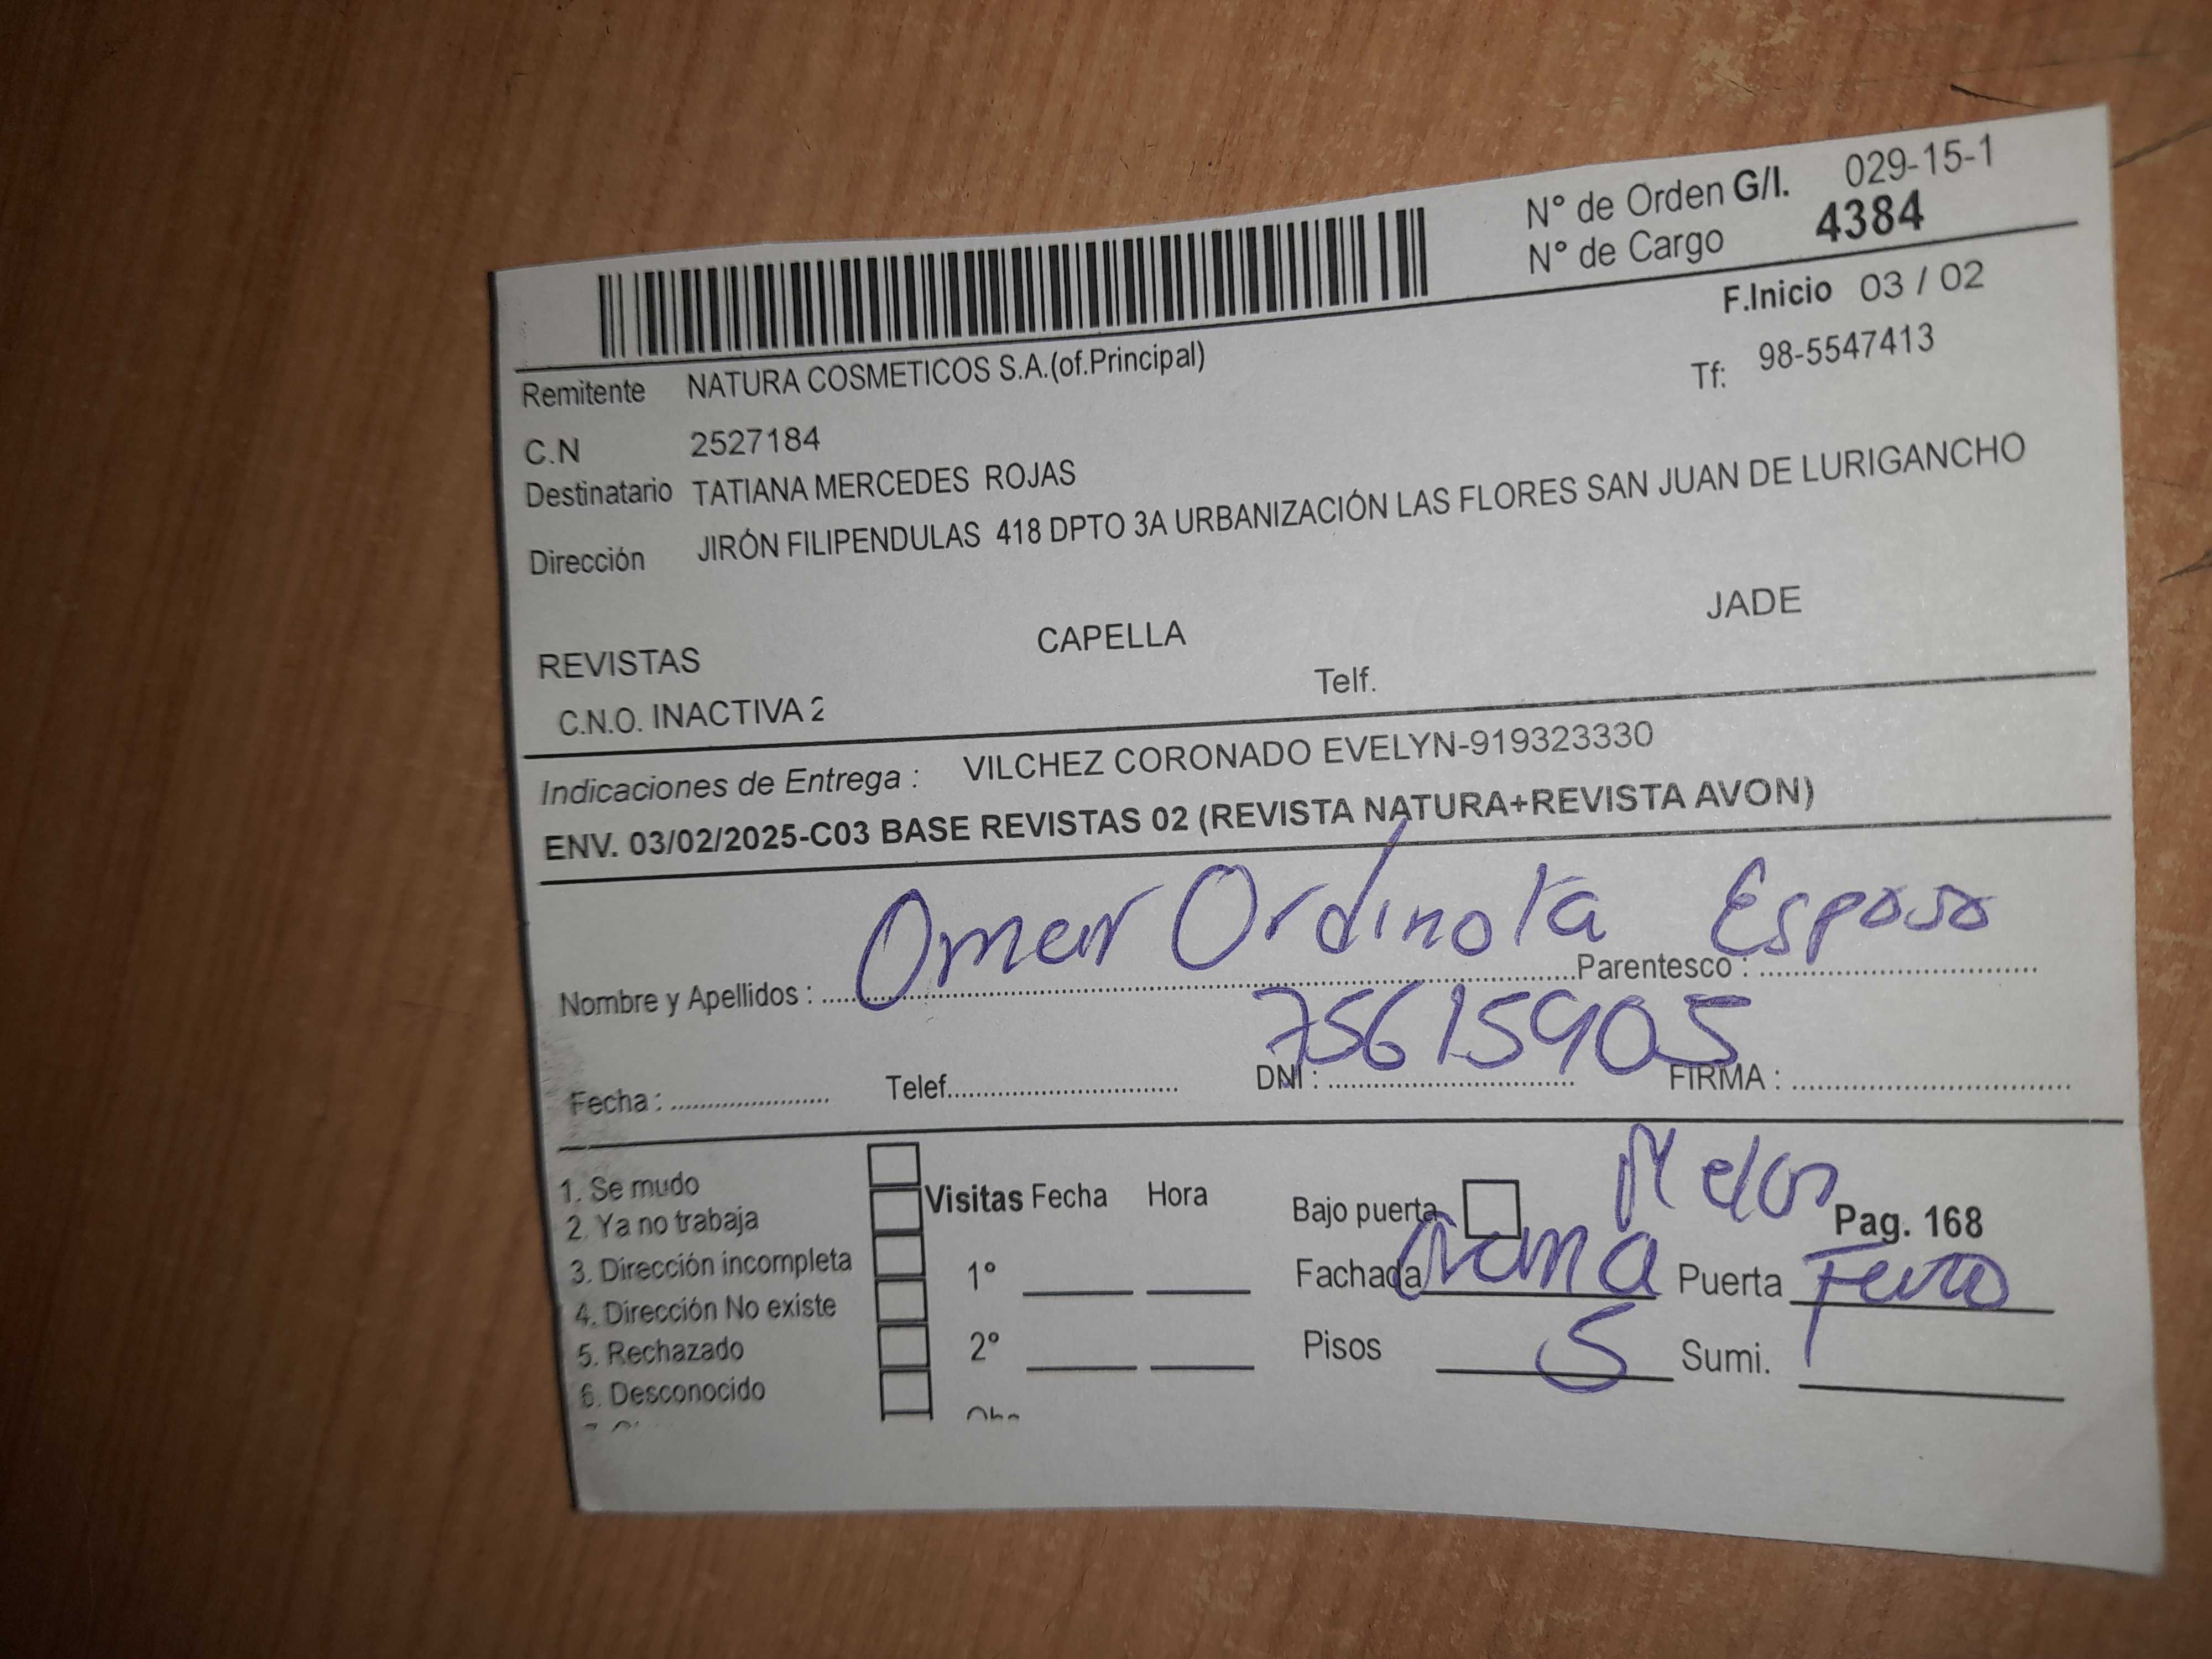 N° de Orden G/I. 029-15-1
N° de Cargo 4384
F.Inicio 03 / 02
Remitente NATURA COSMETICOS S.A.(of.Principal)
Tf: 98-5547413
C.N 2527184
Destinatario TATIANA MERCEDES ROJAS
Dirección JIRÓN FILIPENDULAS 418 DPTO 3A URBANIZACIÓN LAS FLORES SAN JUAN DE LURIGANCHO
REVISTAS CAPELLA JADE
C.N.O. INACTIVA 2 Telf.
Indicaciones de Entrega : VILCHEZ CORONADO EVELYN-919323330
ENV. 03/02/2025-C03 BASE REVISTAS 02 (REVISTA NATURA+REVISTA AVON)
Nombre y Apellidos : Omar Ordinola Parentesco : Esposo
Fecha : Telef. DNI : 75615905 FIRMA :
1. Se mudo
2. Ya no trabaja
3. Dirección incompleta
4. Dirección No existe
5. Rechazado
6. Desconocido
Visitas Fecha Hora
1°
2°
Bajo puerta Pag. 168
Fachada Puerta
Pisos 5 Sumi.